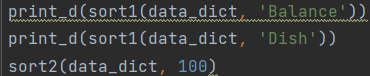 print_d(sort1(data_dict, 'Balance'))
print_d(sort1(data_dict, 'Dish'))
sort2(data_dict, 100)